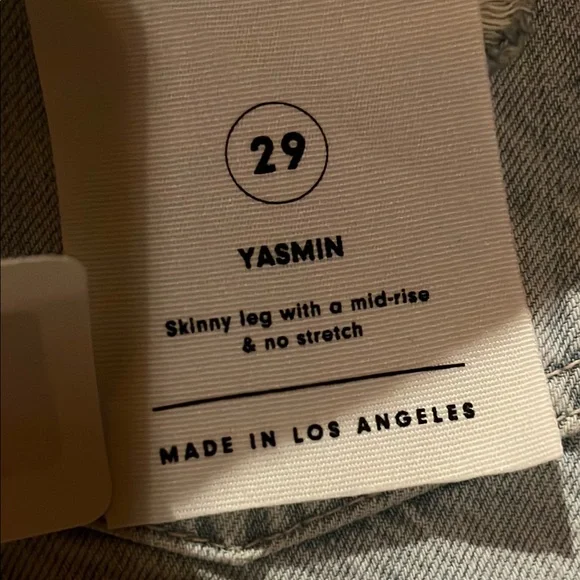 29
YASMIN
Skinny leg with a mid-rise
& no stretch
MADE IN LOS ANGELES